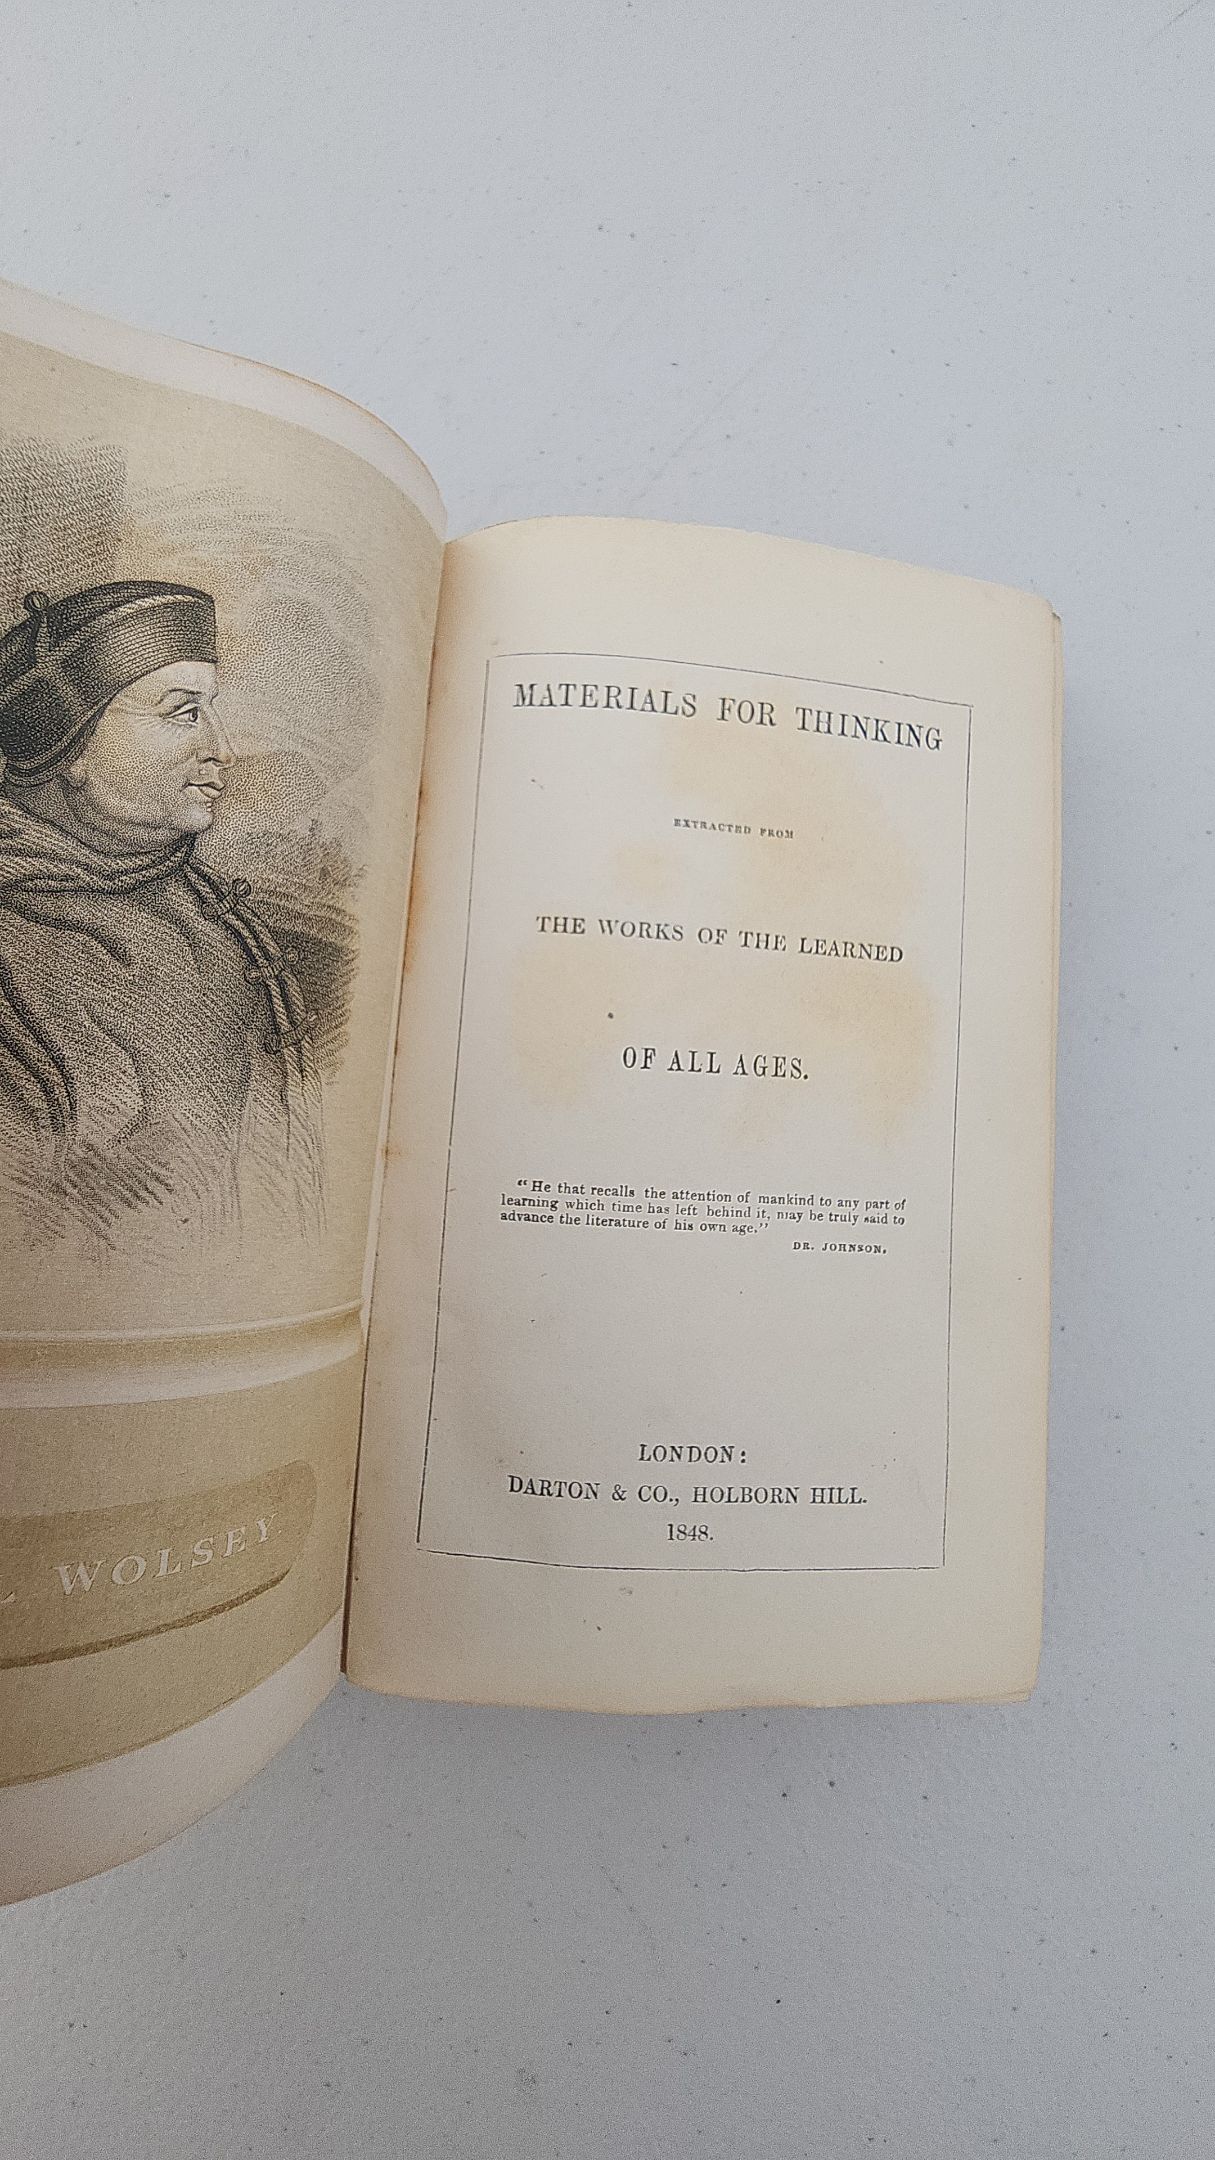 WOLSEY
MATERIALS FOR THINKING
EXTRACTED FROM
THE WORKS OF THE LEARNED
OF ALL AGES.
“He that recalls the attention of mankind to any part of
learning which time has left behind it, may be truly said to
advance the literature of his own age.”
DR. JOHNSON.
LONDON:
DARTON & CO., HOLBORN HILL.
1848.